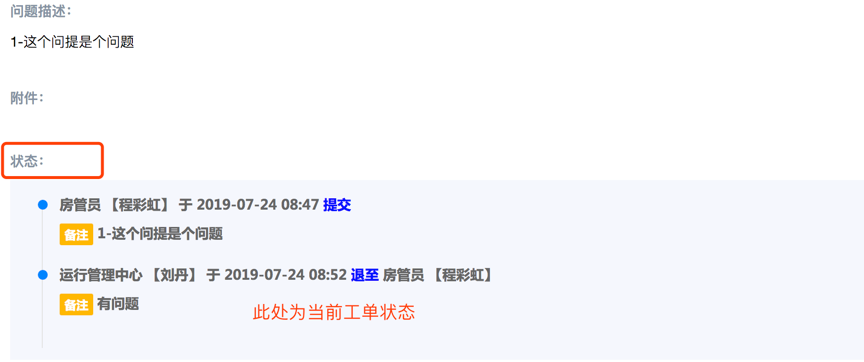 问题描述：
1-这个问提是个问题
附件：
状态：
房管员 【程彩虹】 于 2019-07-24 08:47 提交
备注 1-这个问提是个问题
运行管理中心 【刘丹】 于 2019-07-24 08:52 退至 房管员 【程彩虹】
备注 有问题
此处为当前工单状态